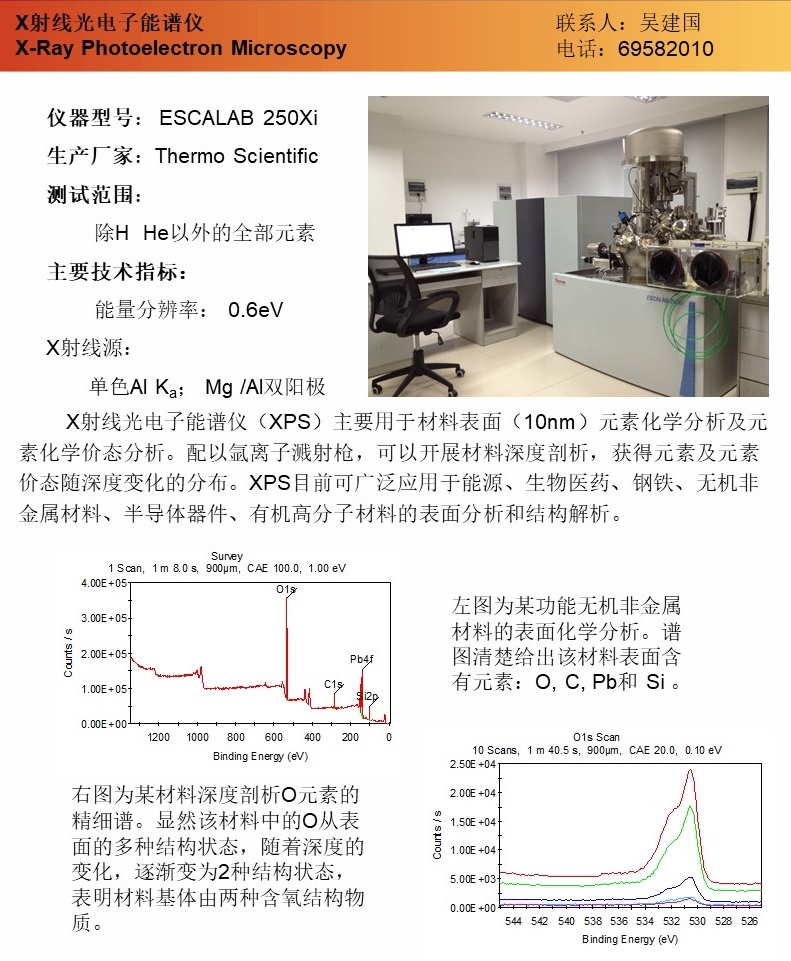 X射线光电子能谱仪
X-Ray Photoelectron Microscopy
联系人：吴建国
电话：69582010
仪器型号： ESCALAB 250Xi
生产厂家：Thermo Scientific
测试范围：
除H He以外的全部元素
主要技术指标：
能量分辨率： 0.6eV
X射线源：
单色Al Ka； Mg /Al双阳极
ESCALAB 250Xi
X射线光电子能谱仪（XPS）主要用于材料表面（10nm）元素化学分析及元
素化学价态分析。配以氩离子溅射枪，可以开展材料深度剖析，获得元素及元素
价态随深度变化的分布。XPS目前可广泛应用于能源、生物医药、钢铁、无机非
金属材料、半导体器件、有机高分子材料的表面分析和结构解析。
Survey
1 Scan, 1 m 8.0 s, 900µm, CAE 100.0, 1.00 eV
4.00E+05
3.00E+05
2.00E+05
1.00E+05
0.00E+00
Counts / s
O1s
Pb4f
C1s
Si2p
1200 1000 800 600 400 200 0
Binding Energy (eV)
左图为某功能无机非金属
材料的表面化学分析。谱
图清楚给出该材料表面含
有元素：O, C, Pb和 Si 。
右图为某材料深度剖析O元素的
精细谱。显然该材料中的O从表
面的多种结构状态，随着深度的
变化，逐渐变为2种结构状态，
表明材料基体由两种含氧结构物
质。
O1s Scan
10 Scans, 1 m 40.5 s, 900µm, CAE 20.0, 0.10 eV
2.50E +04
2.00E +04
1.50E +04
1.00E +04
5.00E +03
0.00E +00
Counts / s
544 542 540 538 536 534 532 530 528 526
Binding Energy (eV)